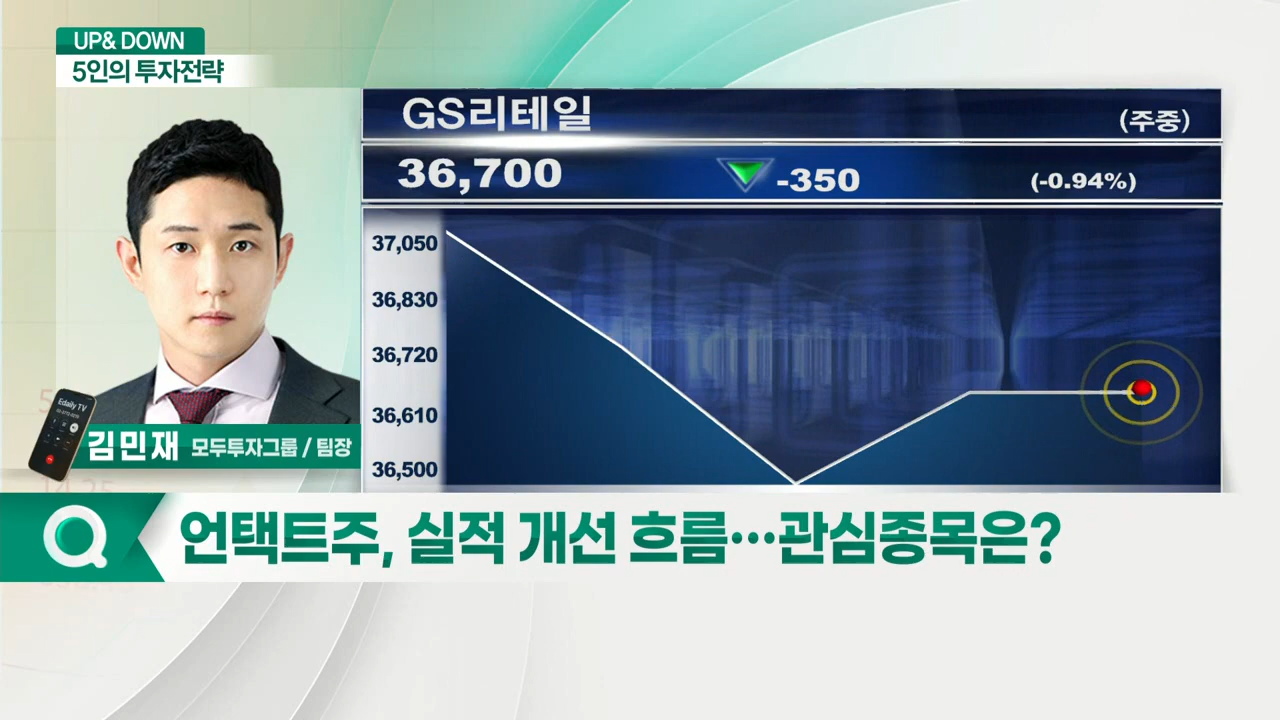 UP& DOWN
5인의 투자전략
GS리테일
(주중)
36,700
-350
(-0.94%)
37,050
36,830
36,720
36,610
36,500
Edaily TV
김민재 모두투자그룹 / 팀장
언택트주, 실적 개선 흐름…관심종목은?